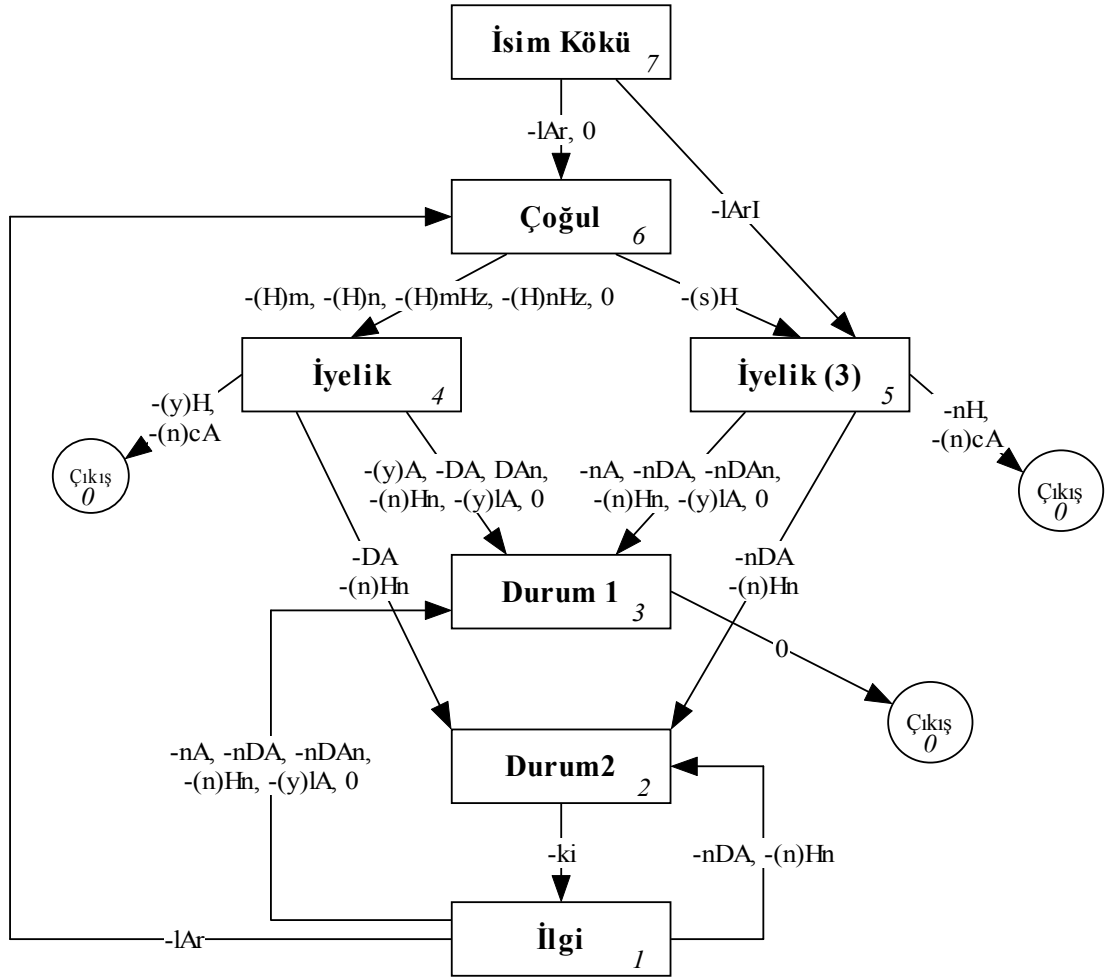 İsim Kökü
7
-lAr, 0
-lArI
Çoğul
6
-(H)m, -(H)n, -(H)mHz, -(H)nHz, 0
-(s)H
İyelik
4
İyelik (3)
5
-(y)H,
-(n)cA
Çıkış
0
-(y)A, -DA, DAn,
-(n)Hn, -(y)lA, 0
-nA, -nDA, -nDAn,
-(n)Hn, -(y)lA, 0
-nH,
-(n)cA
Çıkış
0
-DA
-(n)Hn
-nDA
-(n)Hn
Durum 1
3
0
Çıkış
0
-nA, -nDA, -nDAn,
-(n)Hn, -(y)lA, 0
Durum2
2
-ki
-nDA, -(n)Hn
-lAr
İlgi
1